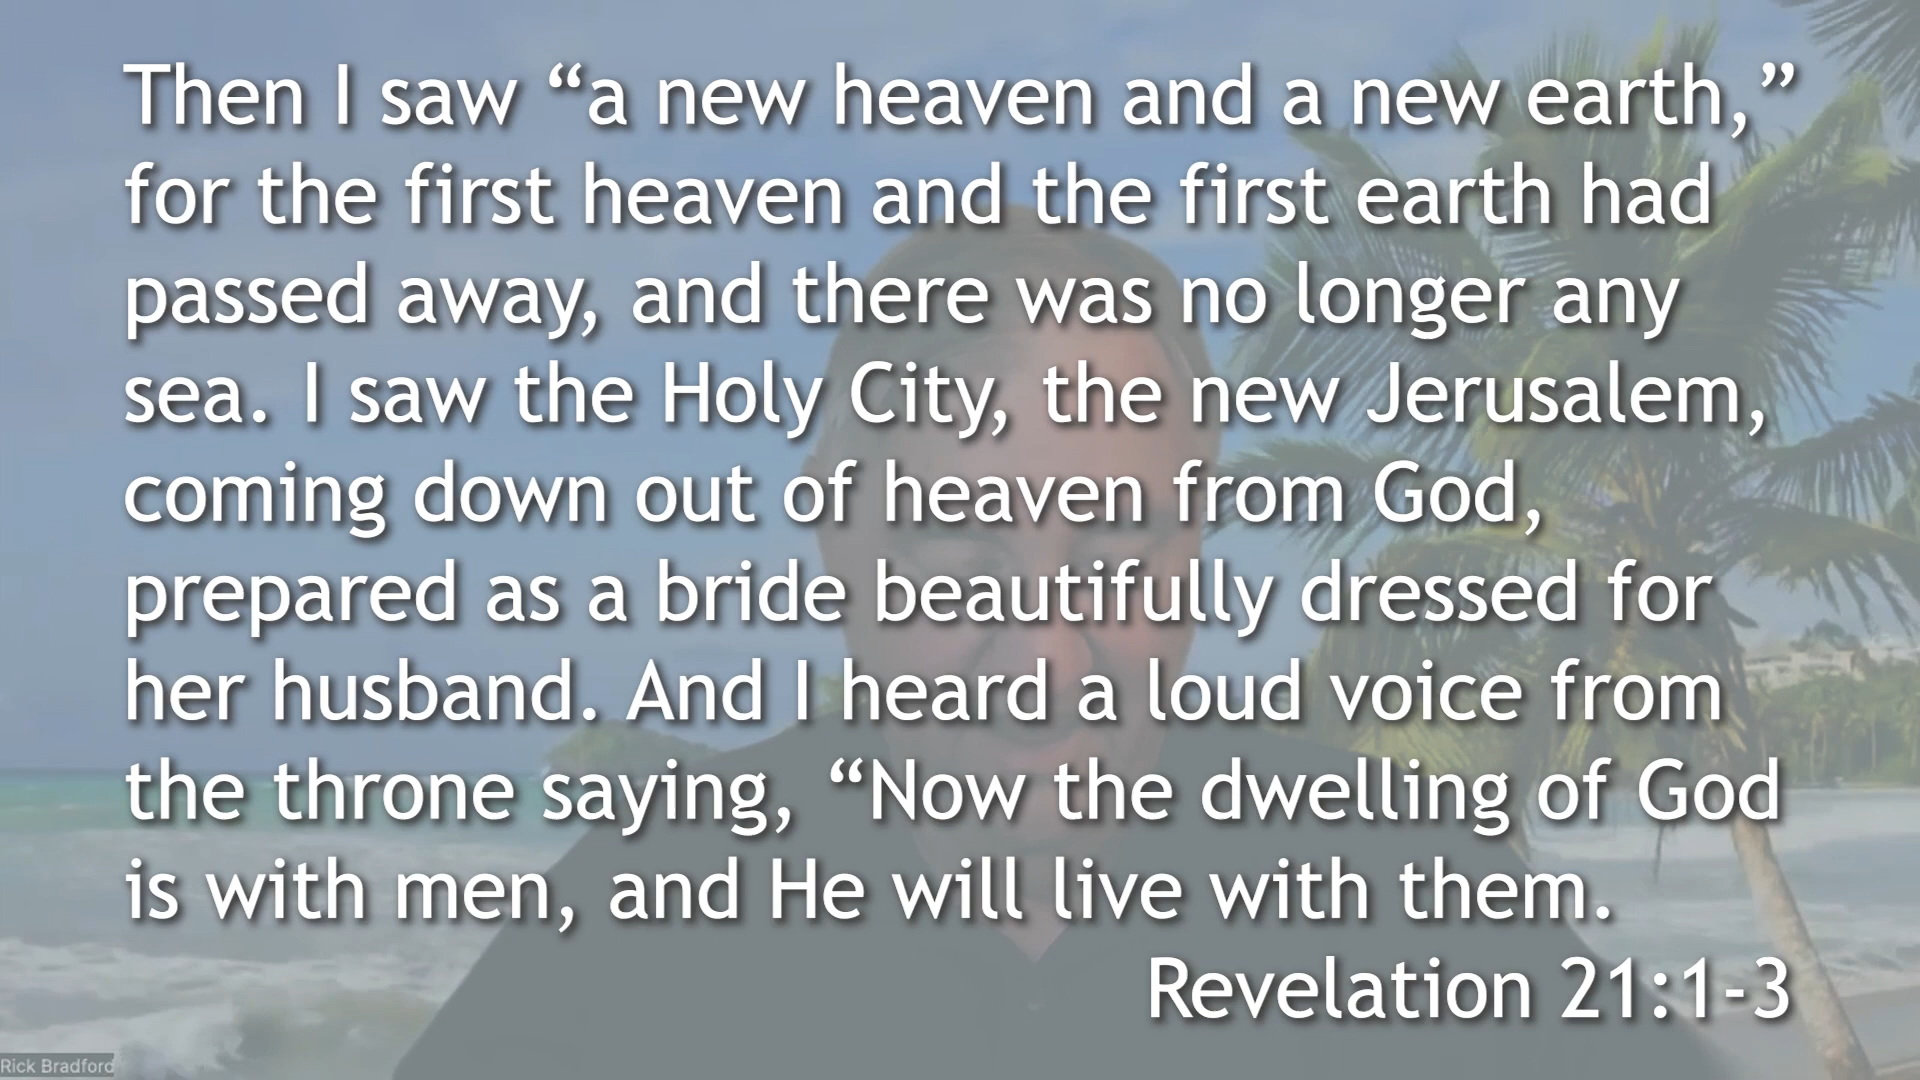 Then I saw “a new heaven and a new earth,”
for the first heaven and the first earth had
passed away, and there was no longer any
sea. I saw the Holy City, the new Jerusalem,
coming down out of heaven from God,
prepared as a bride beautifully dressed for
her husband. And I heard a loud voice from
the throne saying, “Now the dwelling of God
is with men, and He will live with them.
Revelation 21:1-3
Rick Bradford